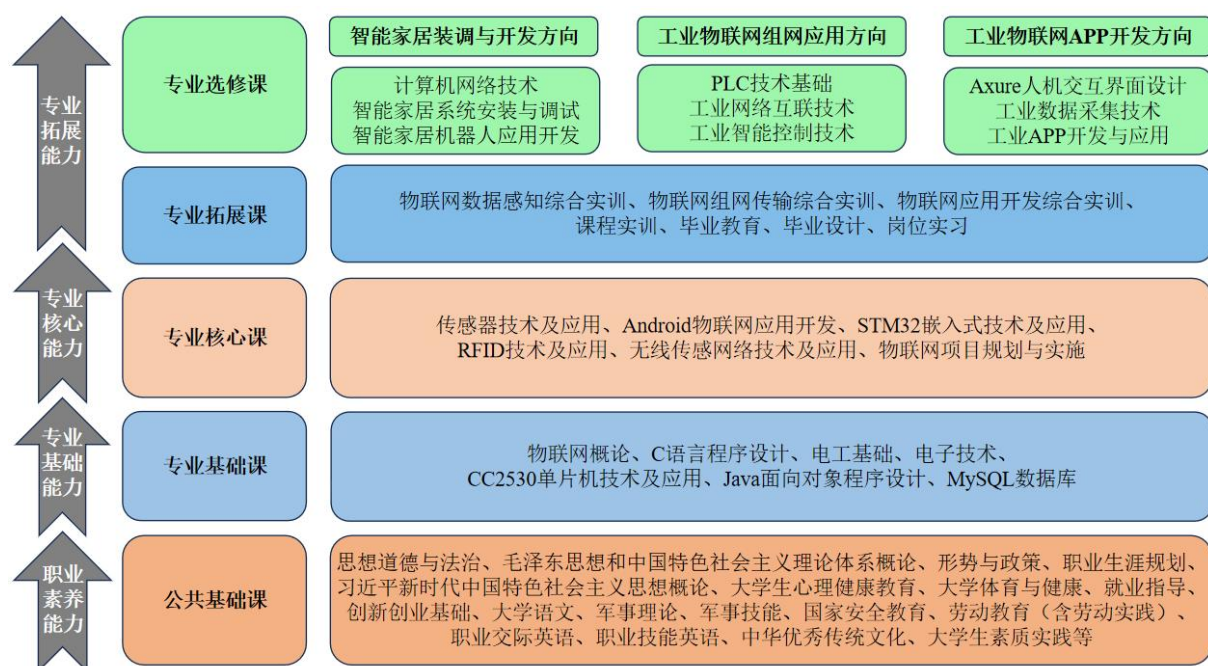 专业
拓展
能力
专业选修课
智能家居装调与开发方向
计算机网络技术
智能家居系统安装与调试
智能家居机器人应用开发
工业物联网组网应用方向
PLC技术基础
工业网络互联技术
工业智能控制技术
工业物联网APP开发方向
Axure人机交互界面设计
工业数据采集技术
工业APP开发与应用
专业拓展课
物联网数据感知综合实训、物联网组网传输综合实训、物联网应用开发综合实训、
课程实训、毕业教育、毕业设计、岗位实习
专业
核心
能力
专业核心课
传感器技术及应用、Android物联网应用开发、STM32嵌入式技术及应用、
RFID技术及应用、无线传感网络技术及应用、物联网项目规划与实施
专业
基础
能力
专业基础课
物联网概论、C语言程序设计、电工基础、电子技术、
CC2530单片机技术及应用、Java面向对象程序设计、MySQL数据库
职业
素养
能力
公共基础课
思想道德与法治、毛泽东思想和中国特色社会主义理论体系概论、形势与政策、职业生涯规划、
习近平新时代中国特色社会主义思想概论、大学生心理健康教育、大学体育与健康、就业指导、
创新创业基础、大学语文、军事理论、军事技能、国家安全教育、劳动教育（含劳动实践）、
职业交际英语、职业技能英语、中华优秀传统文化、大学生素质实践等